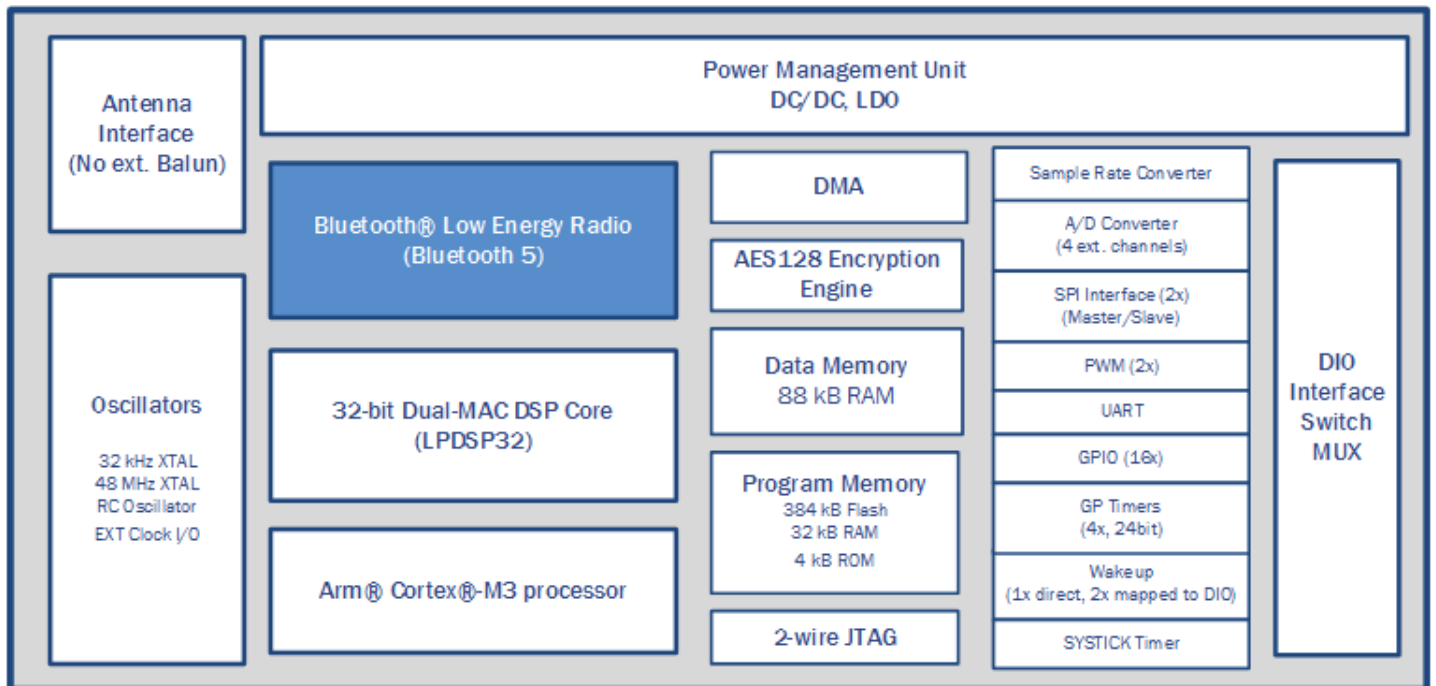 Antenna
Interface
(No ext. Balun)
Power Management Unit
DC/DC, LDO
Bluetooth® Low Energy Radio
(Bluetooth 5)
DMA
AES128 Encryption
Engine
Data Memory
88 kB RAM
Program Memory
384 kB Flash
32 kB RAM
4 kB ROM
2-wire JTAG
Oscillators
32 kHz XTAL
48 MHz XTAL
RC Oscillator
EXT Clock I/O
32-bit Dual-MAC DSP Core
(LPDSP32)
Arm® Cortex®-M3 processor
Sample Rate Converter
A/D Converter
(4 ext. channels)
SPI Interface (2x)
(Master/Slave)
PWM (2x)
UART
GPIO (16x)
GP Timers
(4x, 24bit)
Wakeup
(1x direct, 2x mapped to DIO)
SYSTICK Timer
DIO
Interface
Switch
MUX